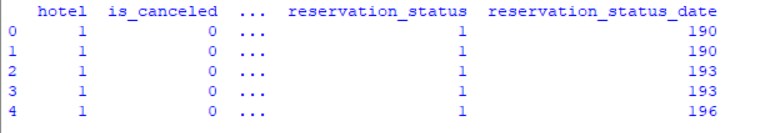 hotel is_canceled ... reservation_status reservation_status_date
0 1 0 ... 1 190
1 1 0 ... 1 190
2 1 0 ... 1 193
3 1 0 ... 1 193
4 1 0 ... 1 196